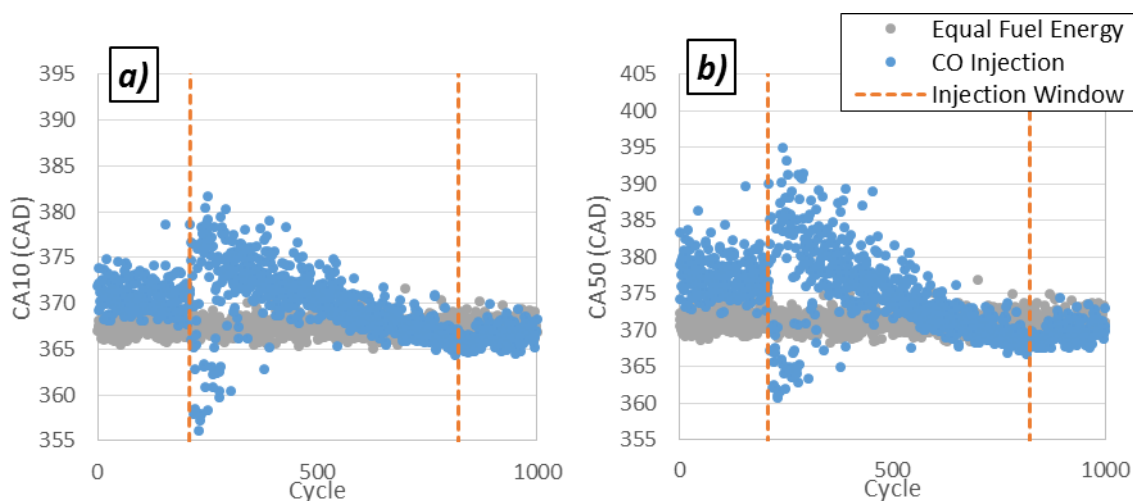 a)
CA10 (CAD)
395
390
385
380
375
370
365
360
355
0
500
1000
Cycle
b)
CA50 (CAD)
405
400
395
390
385
380
375
370
365
360
355
0
500
1000
Cycle
Equal Fuel Energy
CO Injection
Injection Window